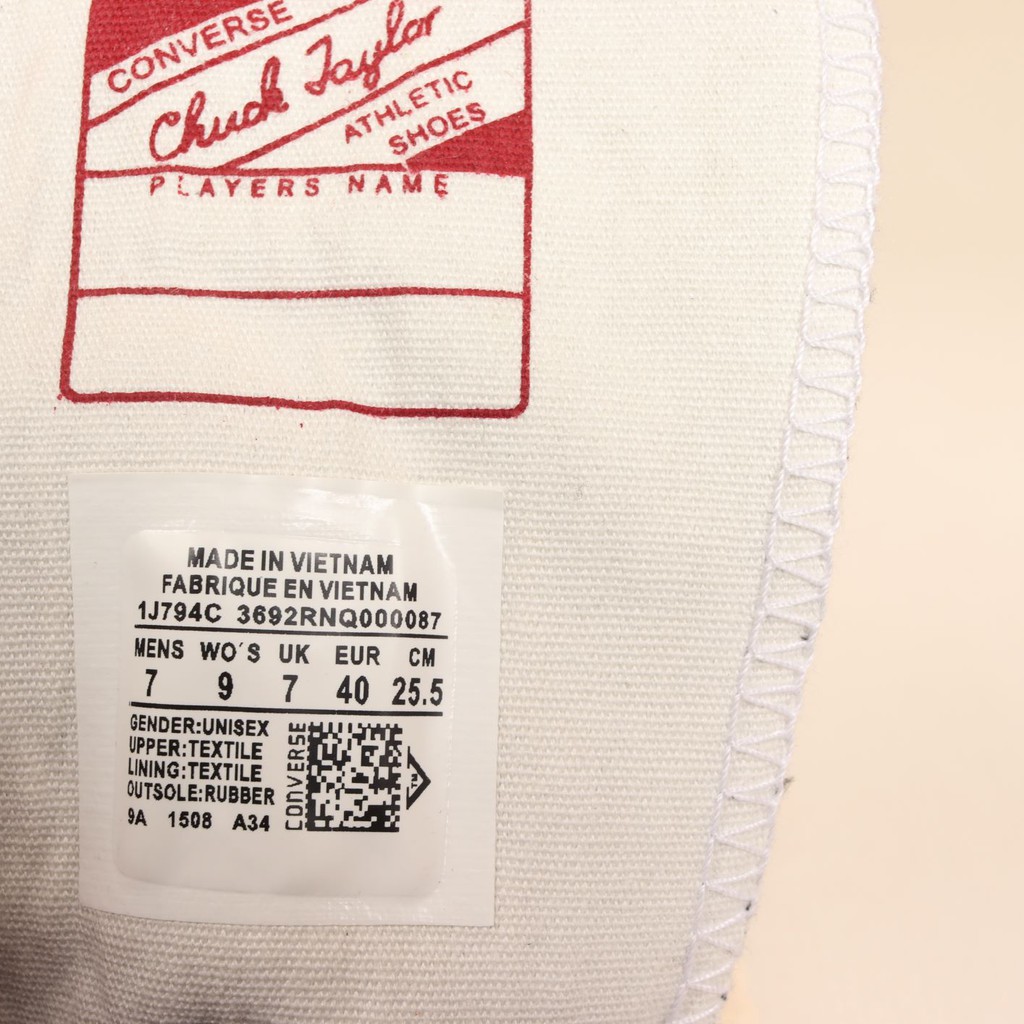 CONVERSE
Chuck Taylor
ATHLETIC
SHOES
PLAYERS NAME
MADE IN VIETNAM
FABRIQUE EN VIETNAM
1J794C 3692RNQ000087
MENS WO´S UK EUR CM
7 9 7 40 25.5
GENDER:UNISEX
UPPER:TEXTILE
LINING:TEXTILE
OUTSOLE:RUBBER
9A 1508 A34
CONVERSE
TM